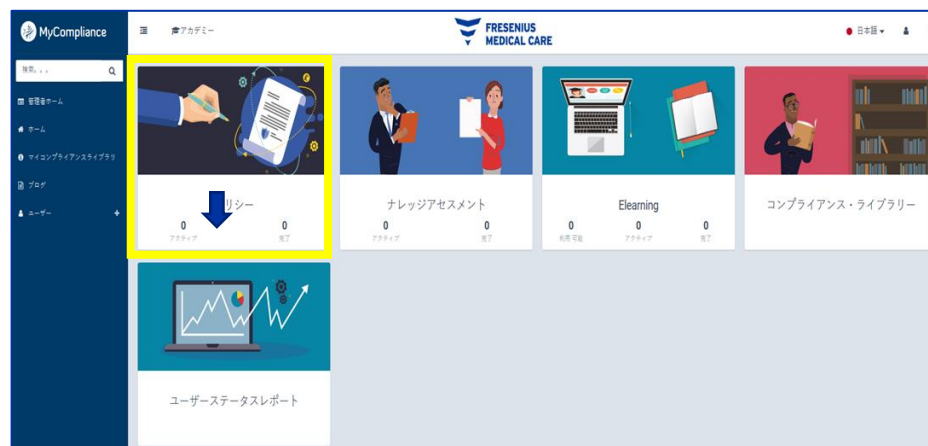 MyCompliance
アカデミー
FRESENIUS
MEDICAL CARE
日本語
検索。。。
管理者ホーム
ホーム
マイコンプライアンスライブラリ
ブログ
ユーザー
リシー
0 0
アクティブ 完了
ナレッジアセスメント
0 0
アクティブ 完了
Elearning
0 0 0
利用可能 アクティブ 完了
コンプライアンス・ライブラリー
ユーザーステータスレポート